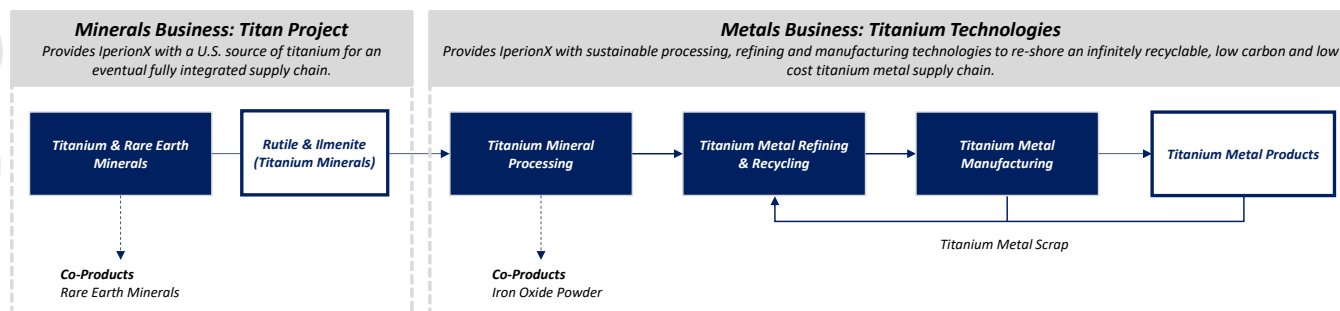 Minerals Business: Titan Project
Provides IperionX with a U.S. source of titanium for an
eventual fully integrated supply chain.
Metals Business: Titanium Technologies
Provides IperionX with sustainable processing, refining and manufacturing technologies to re-shore an infinitely recyclable, low carbon and low
cost titanium metal supply chain.
Titanium & Rare Earth
Minerals
Rutile & Ilmenite
(Titanium Minerals)
Titanium Mineral
Processing
Titanium Metal Refining
& Recycling
Titanium Metal
Manufacturing
Titanium Metal Products
Titanium Metal Scrap
Co-Products
Rare Earth Minerals
Co-Products
Iron Oxide Powder